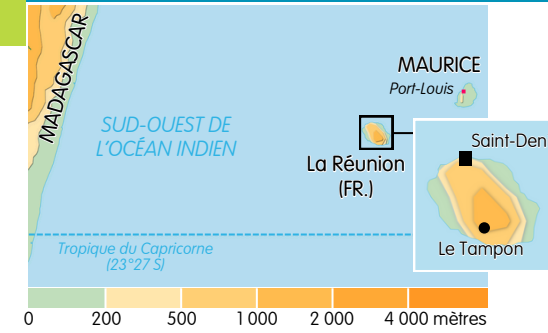 MADAGASCAR
MAURICE
Port-Louis
SUD-OUEST DE
L'OCÉAN INDIEN
La Réunion
(FR.)
Saint-Den
Le Tampon
Tropique du Capricorne
(23°27 S)
0 200 500 1 000 2 000 4 000 mètres